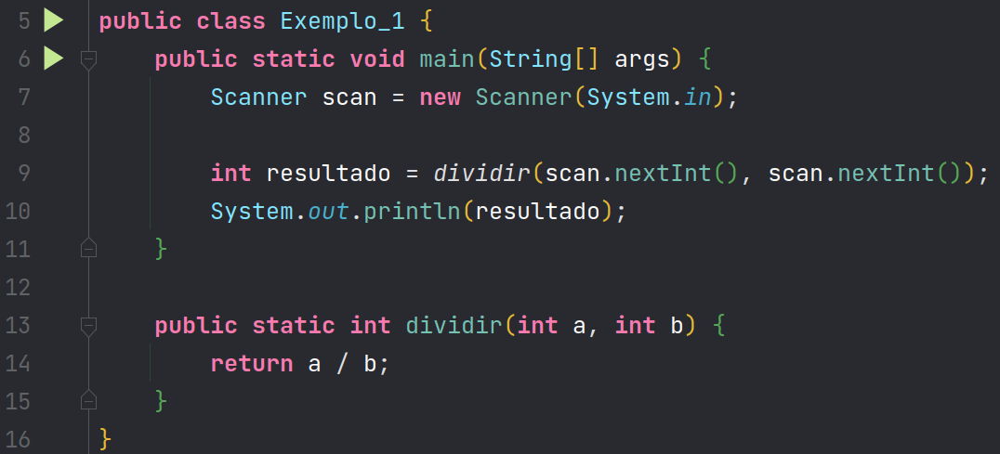 5 public class Exemplo_1 {
6 public static void main(String[] args) {
7 Scanner scan = new Scanner(System.in);
8
9 int resultado = dividir(scan.nextInt(), scan.nextInt());
10 System.out.println(resultado);
11 }
12
13 public static int dividir(int a, int b) {
14 return a / b;
15 }
16 }